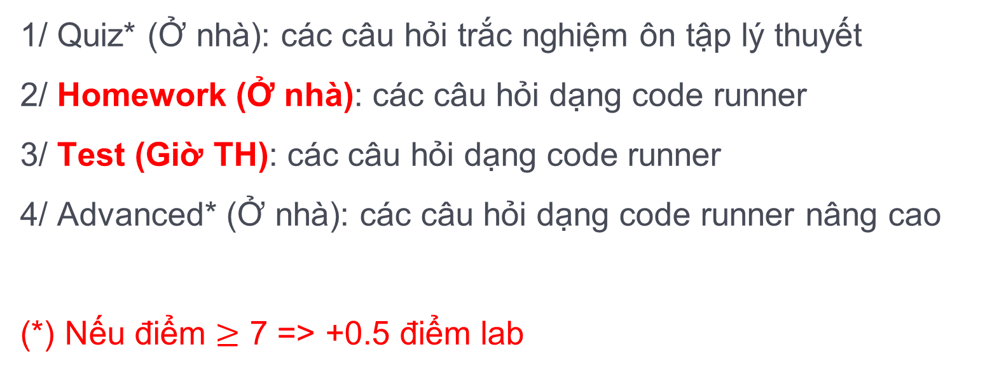 1/ Quiz* (Ở nhà): các câu hỏi trắc nghiệm ôn tập lý thuyết
2/ Homework (Ở nhà): các câu hỏi dạng code runner
3/ Test (Giờ TH): các câu hỏi dạng code runner
4/ Advanced* (Ở nhà): các câu hỏi dạng code runner nâng cao
(*) Nếu điểm ≥ 7 => +0.5 điểm lab